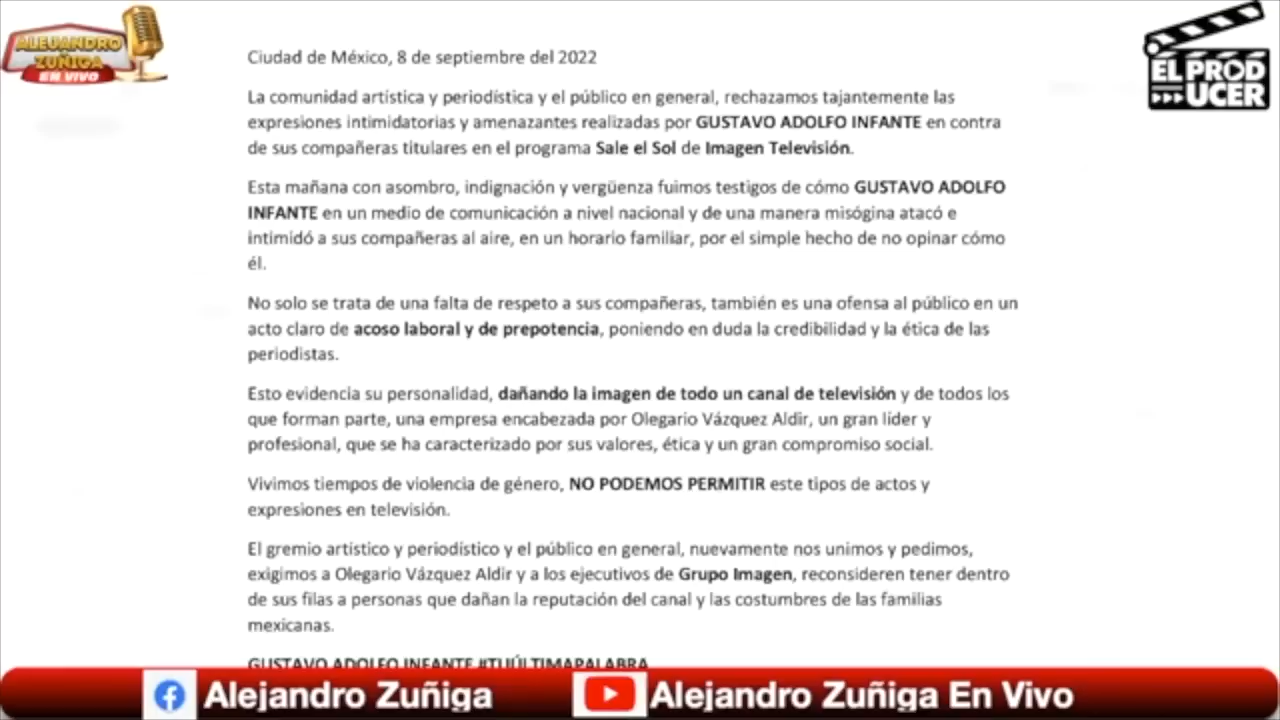 ALEJANDRO
ZUÑIGA
EN VIVO
EL PROD
UCER
Ciudad de México, 8 de septiembre del 2022
La comunidad artística y periodística y el público en general, rechazamos tajantemente las
expresiones intimidatorias y amenazantes realizadas por GUSTAVO ADOLFO INFANTE en contra
de sus compañeras titulares en el programa Sale el Sol de Imagen Televisión.
Esta mañana con asombro, indignación y vergüenza fuimos testigos de cómo GUSTAVO ADOLFO
INFANTE en un medio de comunicación a nivel nacional y de una manera misógina atacó e
intimidó a sus compañeras al aire, en un horario familiar, por el simple hecho de no opinar cómo
él.
No solo se trata de una falta de respeto a sus compañeras, también es una ofensa al público en un
acto claro de acoso laboral y de prepotencia, poniendo en duda la credibilidad y la ética de las
periodistas.
Esto evidencia su personalidad, dañando la imagen de todo un canal de televisión y de todos los
que forman parte, una empresa encabezada por Olegario Vázquez Aldir, un gran líder y
profesional, que se ha caracterizado por sus valores, ética y un gran compromiso social.
Vivimos tiempos de violencia de género, NO PODEMOS PERMITIR este tipos de actos y
expresiones en televisión.
El gremio artístico y periodístico y el público en general, nuevamente nos unimos y pedimos,
exigimos a Olegario Vázquez Aldir y a los ejecutivos de Grupo Imagen, reconsideren tener dentro
de sus filas a personas que dañan la reputación del canal y las costumbres de las familias
mexicanas.
GUSTAVO ADOLFO INFANTE #TUÚLTIMAPALABRA
Alejandro Zuñiga
Alejandro Zuñiga En Vivo